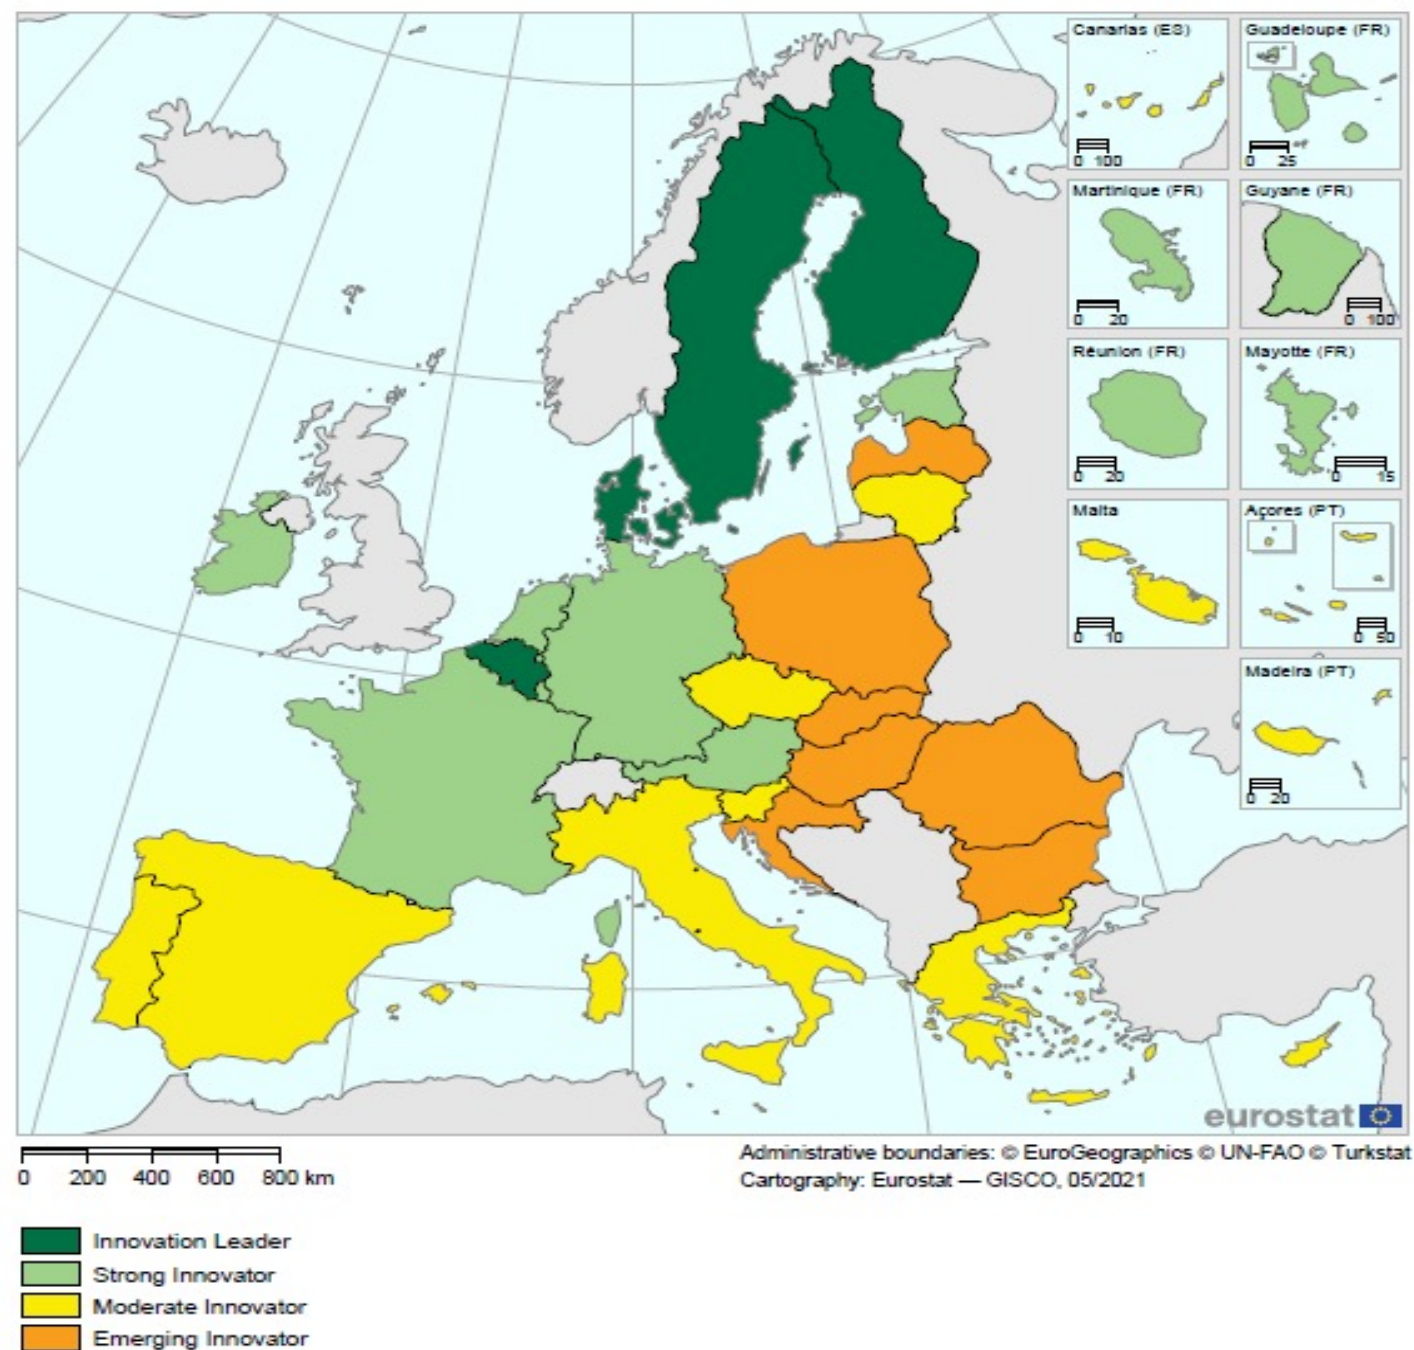 Canarias (ES)
0 100
Guadeloupe (FR)
0 25
Martinique (FR)
0 20
Guyane (FR)
0 100
Réunion (FR)
0 20
Mayotte (FR)
0 15
Malta
0 10
Açores (PT)
0 50
Madeira (PT)
0 20
eurostat
Administrative boundaries: © EuroGeographics © UN-FAO © Turkstat
Cartography: Eurostat — GISCO, 05/2021
0 200 400 600 800 km
Innovation Leader
Strong Innovator
Moderate Innovator
Emerging Innovator